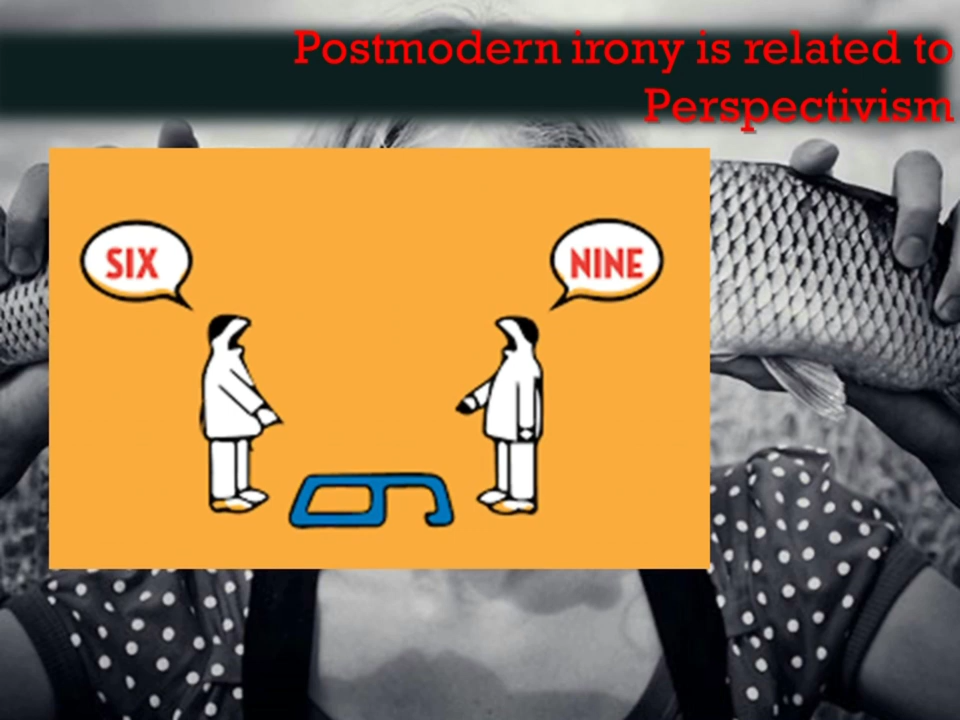 Postmodern irony is related to
Perspectivism
SIX
NINE